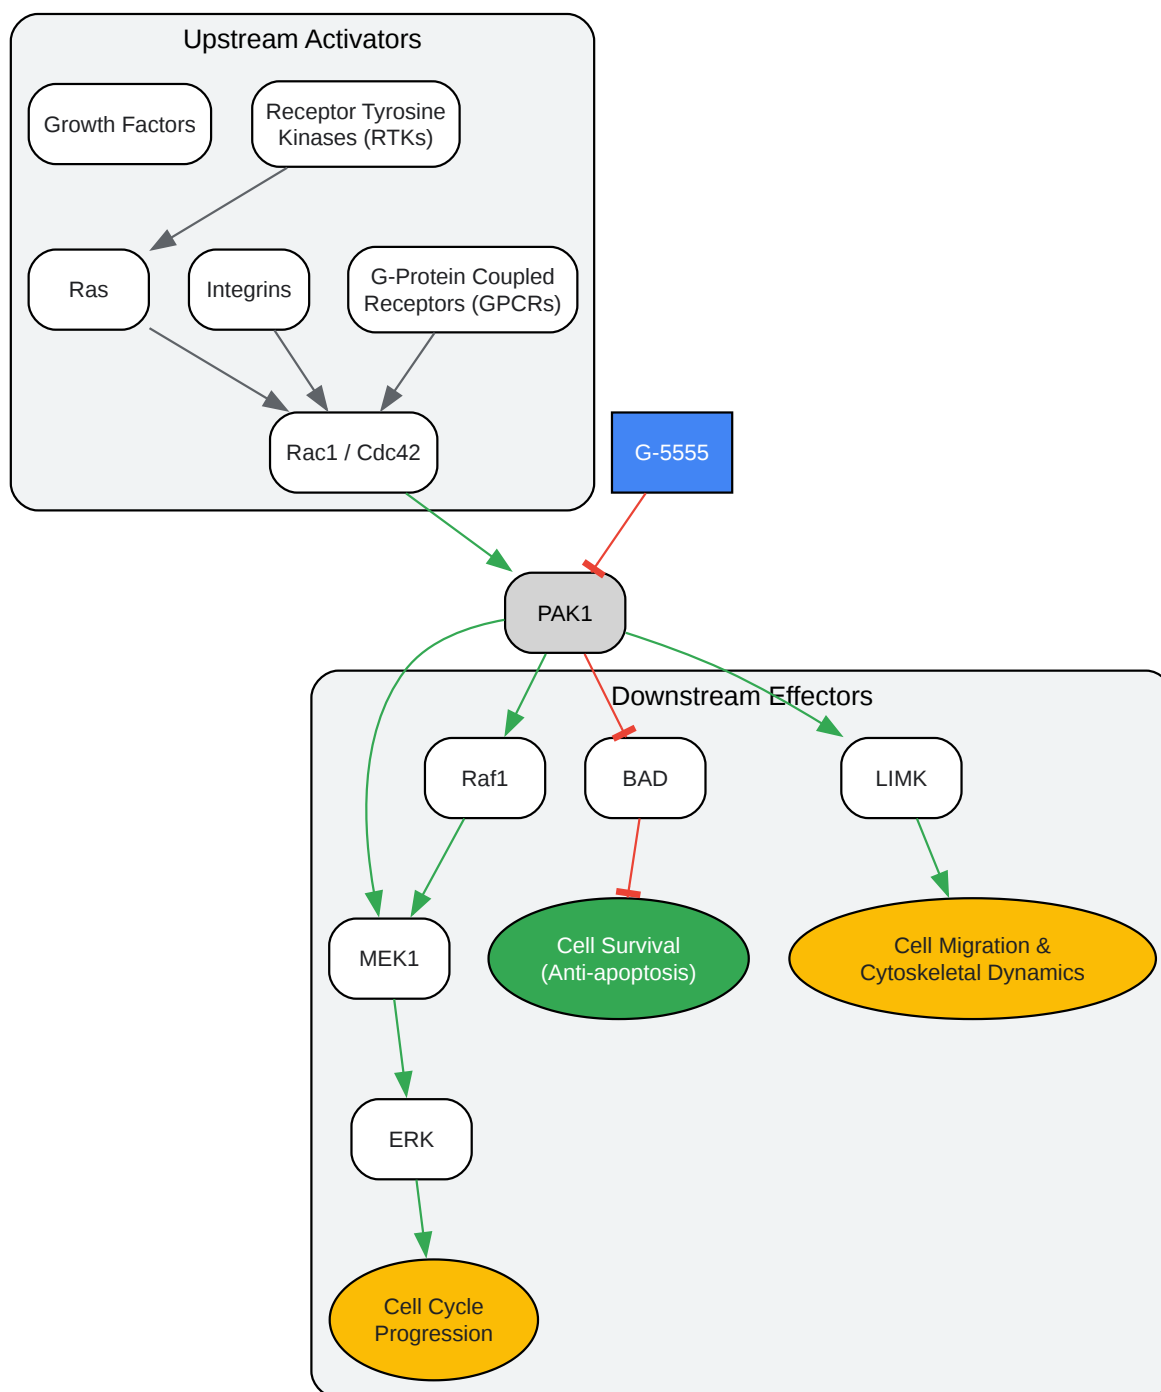 Upstream Activators
Growth Factors
Receptor Tyrosine
Kinases (RTKs)
Ras
Integrins
G-Protein Coupled
Receptors (GPCRs)
Rac1 / Cdc42
G-5555
PAK1
Downstream Effectors
Raf1
BAD
LIMK
MEK1
Cell Survival
(Anti-apoptosis)
Cell Migration &
Cytoskeletal Dynamics
ERK
Cell Cycle
Progression